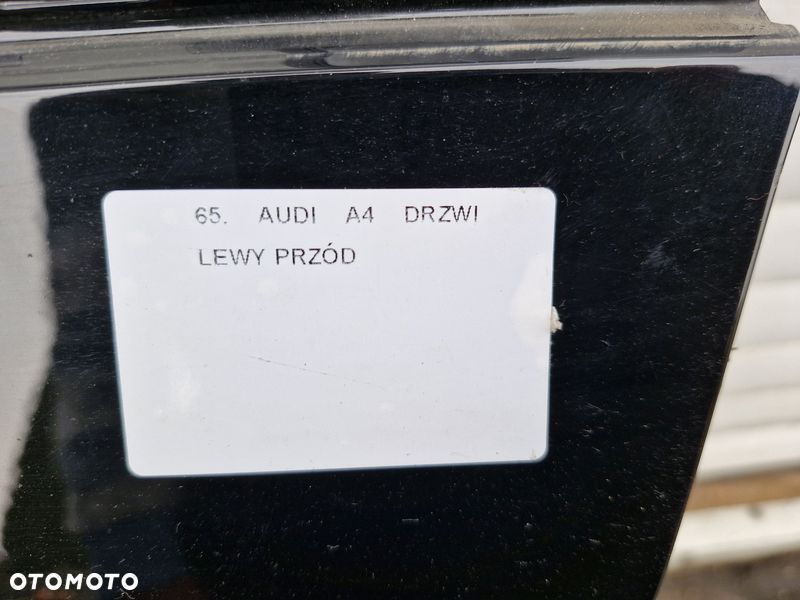 65. AUDI A4 DRZWI
LEWY PRZÓD
OTOMOTO